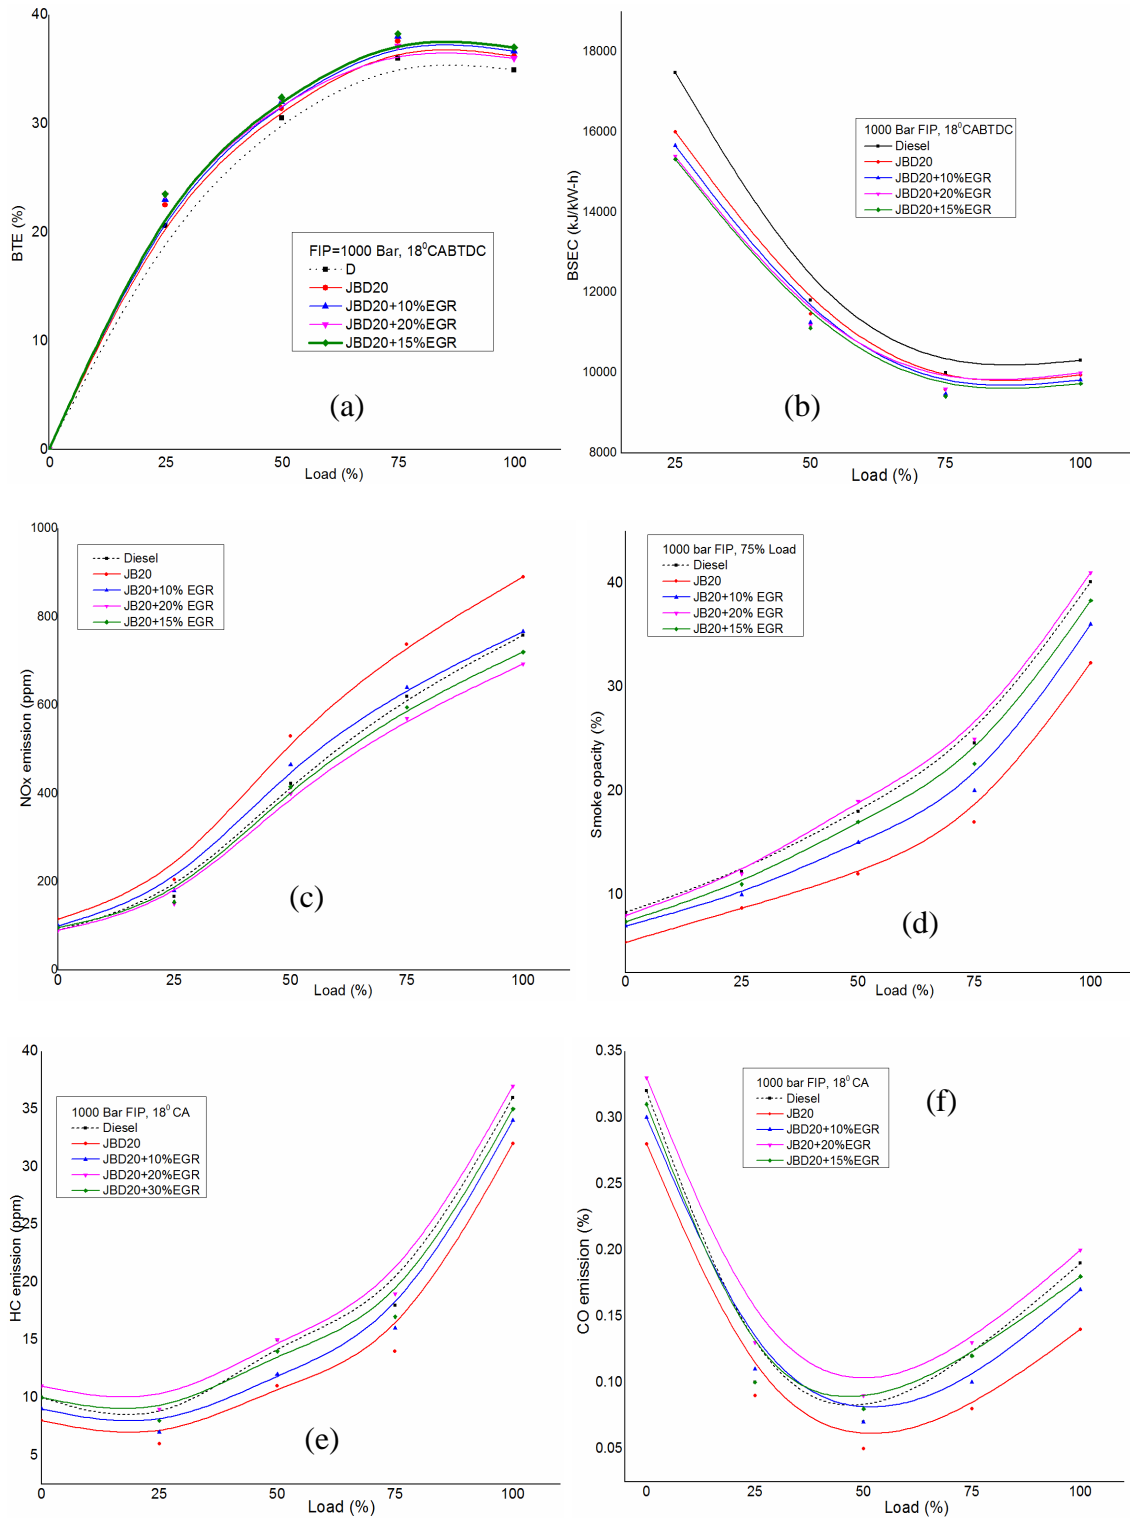 40
30
20
10
0
BTE (%)
FIP=1000 Bar, 18⁰CABTDC
D
JBD20
JBD20+10%EGR
JBD20+20%EGR
JBD20+15%EGR
(a)
0 25 50 75 100
Load (%)
18000
16000
14000
12000
10000
8000
BSEC (kJ/kW-h)
1000 Bar FIP, 18⁰CABTDC
Diesel
JBD20
JBD20+10%EGR
JBD20+20%EGR
JBD20+15%EGR
(b)
25 50 75 100
Load (%)
1000
800
600
400
200
0
NOx emission (ppm)
Diesel
JB20
JB20+10% EGR
JB20+20% EGR
JB20+15% EGR
(c)
0 25 50 75 100
Load (%)
40
30
20
10
Smoke opacity (%)
1000 bar FIP, 75% Load
Diesel
JB20
JB20+10% EGR
JB20+20% EGR
JB20+15% EGR
(d)
0 25 50 75 100
Load (%)
40
35
30
25
20
15
10
5
HC emission (ppm)
1000 Bar FIP, 18⁰ CA
Diesel
JBD20
JBD20+10%EGR
JBD20+20%EGR
JBD20+30%EGR
(e)
0 25 50 75 100
Load (%)
0.35
0.30
0.25
0.20
0.15
0.10
0.05
CO emission (%)
1000 bar FIP, 18⁰ CA
Diesel
JB20
JBD20+10%EGR
JB20+20%EGR
JBD20+15%EGR
(f)
0 25 50 75 100
Load (%)